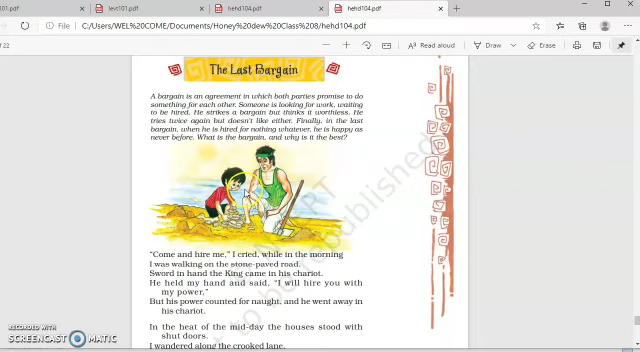 101.pdf
levt101.pdf
hehd104.pdf
hehd104.pdf
File
C:/Users/WEL%20COME/Documents/Honey%20dew%20Class%208/hehd104.pdf
of 22
Read aloud
Draw
Erase
The Last Bargain
A bargain is an agreement in which both parties promise to do
something for each other. Someone is looking for work, waiting
to be hired. He strikes a bargain but thinks it worthless. He
tries twice again but doesn't like either. Finally, in the last
bargain, when he is hired for nothing whatever, he is happy as
never before. What is the bargain, and why is it the best?
"Come and hire me," I cried, while in the morning
I was walking on the stone-paved road.
Sword in hand the King came in his chariot.
He held my hand and said, "I will hire you with
my power,"
But his power counted for naught, and he went away in
his chariot.
In the heat of the mid-day the houses stood with
shut doors.
I wandered along the crooked lane.
republished
RECORDED WITH
SCREENCAST MATIC